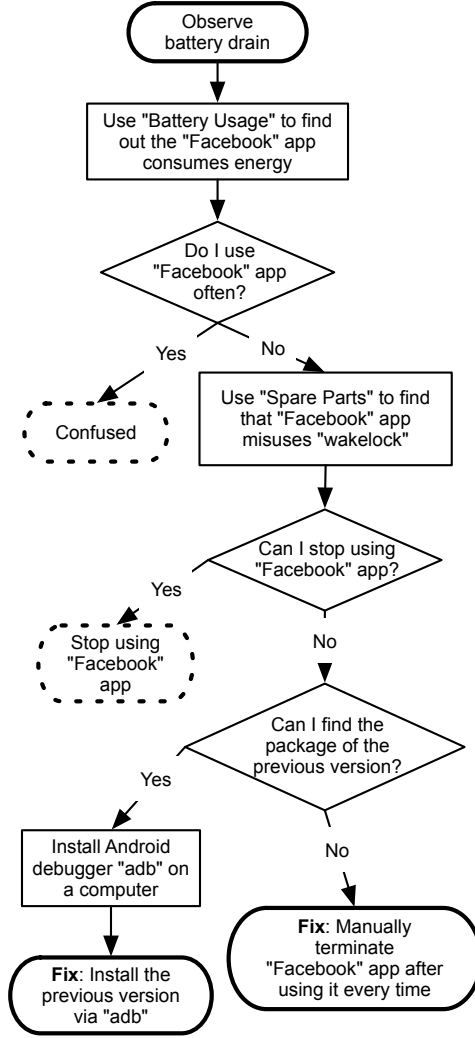 Observe
battery drain
Use "Battery Usage" to find
out the "Facebook" app
consumes energy
Do I use
"Facebook" app
often?
Yes
No
Confused
Use "Spare Parts" to find
that "Facebook" app
misuses "wakelock"
Can I stop using
"Facebook" app?
Yes
Stop using
"Facebook"
app
No
Can I find the
package of the
previous version?
Yes
Install Android
debugger "adb" on
a computer
No
Fix: Install the
previous version
via "adb"
Fix: Manually
terminate
"Facebook" app after
using it every time